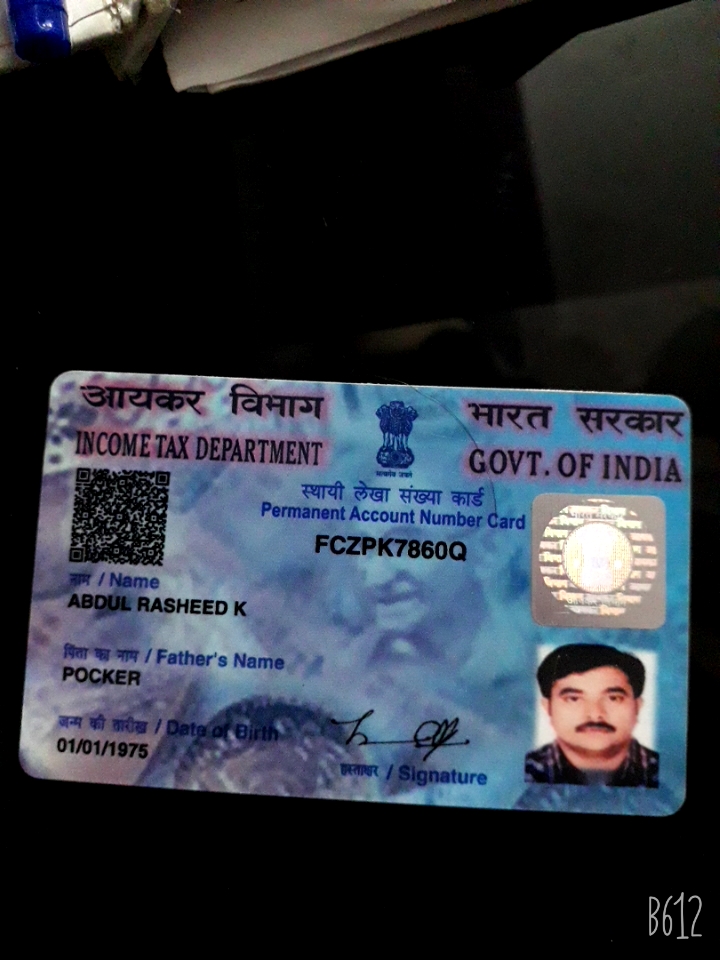 आयकर विभाग
INCOME TAX DEPARTMENT
भारत सरकार
GOVT. OF INDIA
सत्यमेव जयते
स्थायी लेखा संख्या कार्ड
Permanent Account Number Card
FCZPK7860Q
नाम / Name
ABDUL RASHEED K
पिता का नाम / Father's Name
POCKER
जन्म की तारीख / Date of Birth
01/01/1975
हस्ताक्षर / Signature
B612